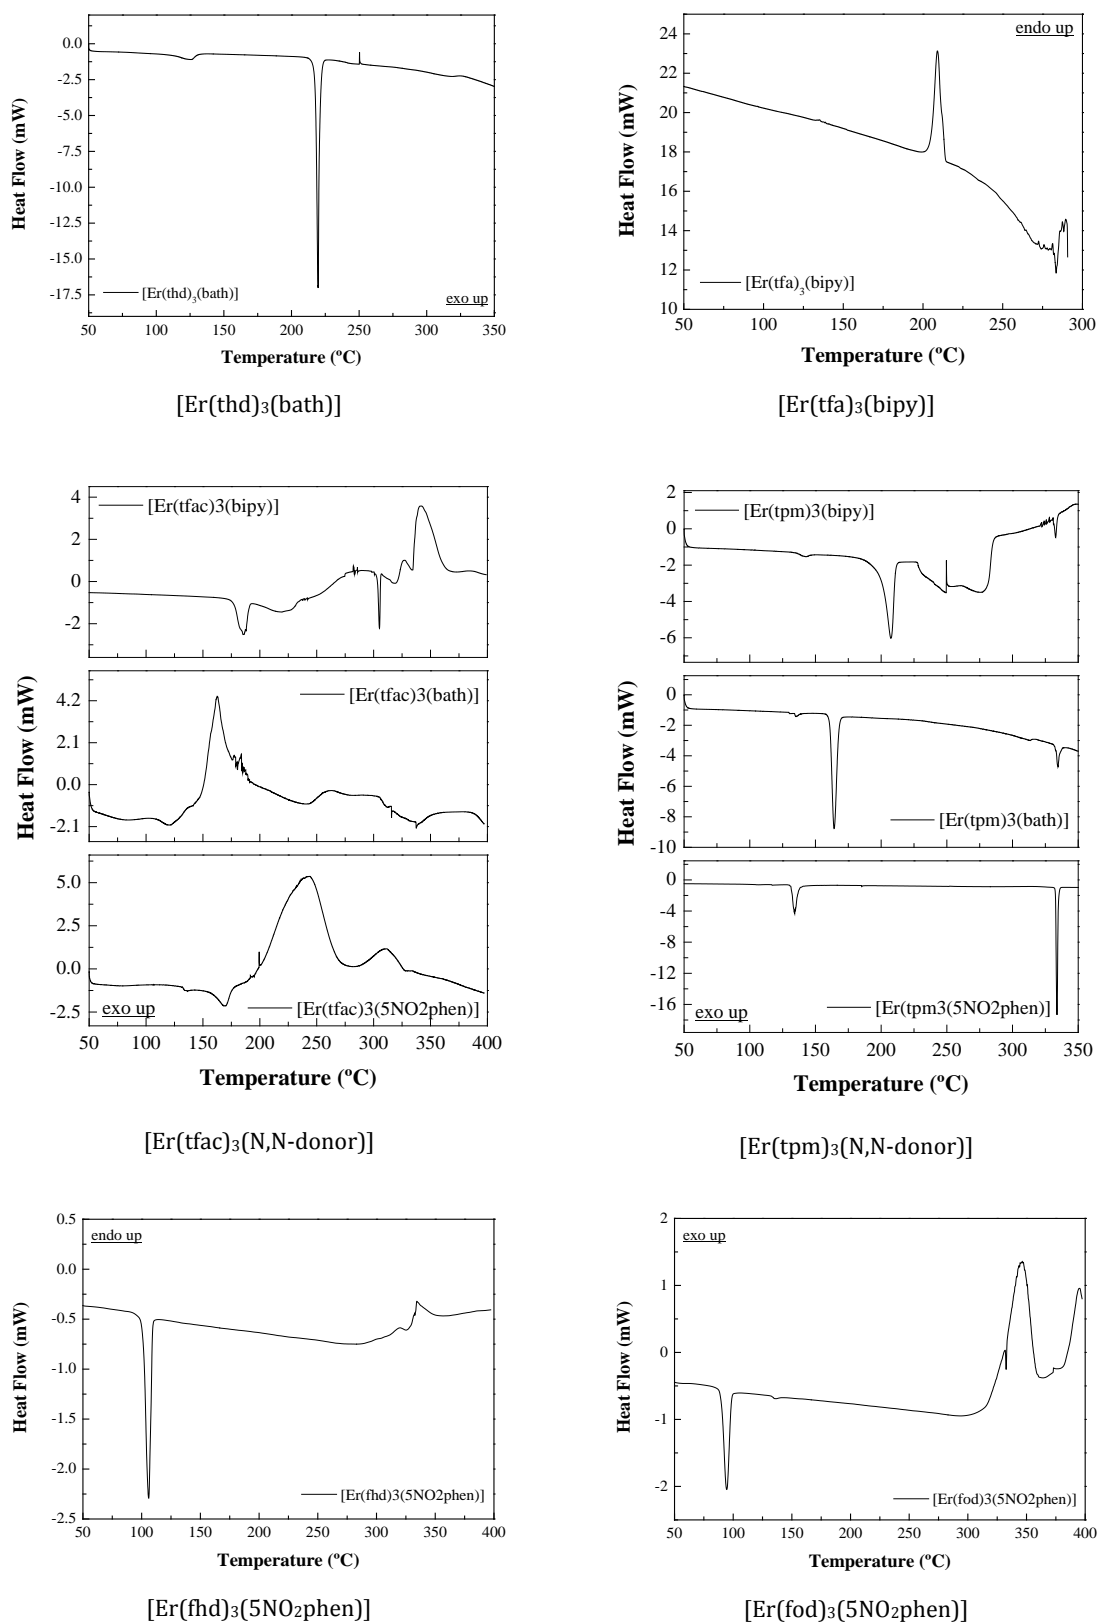 0.0
-2.5
-5.0
-7.5
-10.0
-12.5
-15.0
-17.5
Heat Flow (mW)
[Er(thd)3(bath)]
exo up
50 100 150 200 250 300 350
Temperature (ºC)
[Er(thd)3(bath)]
24
22
20
18
16
14
12
10
Heat Flow (mW)
endo up
[Er(tfa)3(bipy)]
50 100 150 200 250 300
Temperature (ºC)
[Er(tfa)3(bipy)]
4
2
0
-2
[Er(tfac)3(bipy)]
4.2
2.1
0.0
-2.1
Heat Flow (mW)
[Er(tfac)3(bath)]
5.0
2.5
0.0
-2.5
exo up
[Er(tfac)3(5NO2phen)]
50 100 150 200 250 300 350 400
Temperature (ºC)
[Er(tfac)3(N,N-donor)]
2
0
-2
-4
-6
[Er(tpm)3(bipy)]
0
-2
-4
-6
-8
-10
Heat Flow (mW)
[Er(tpm)3(bath)]
0
-4
-8
-12
-16
exo up
[Er(tpm3(5NO2phen)]
50 100 150 200 250 300 350
Temperature (ºC)
[Er(tpm)3(N,N-donor)]
0.5
0.0
-0.5
-1.0
-1.5
-2.0
-2.5
Heat Flow (mW)
endo up
[Er(fhd)3(5NO2phen)]
50 100 150 200 250 300 350 400
Temperature (ºC)
[Er(fhd)3(5NO2phen)]
2
1
0
-1
-2
Heat Flow (mW)
exo up
[Er(fod)3(5NO2phen)]
50 100 150 200 250 300 350 400
Temperature (ºC)
[Er(fod)3(5NO2phen)]